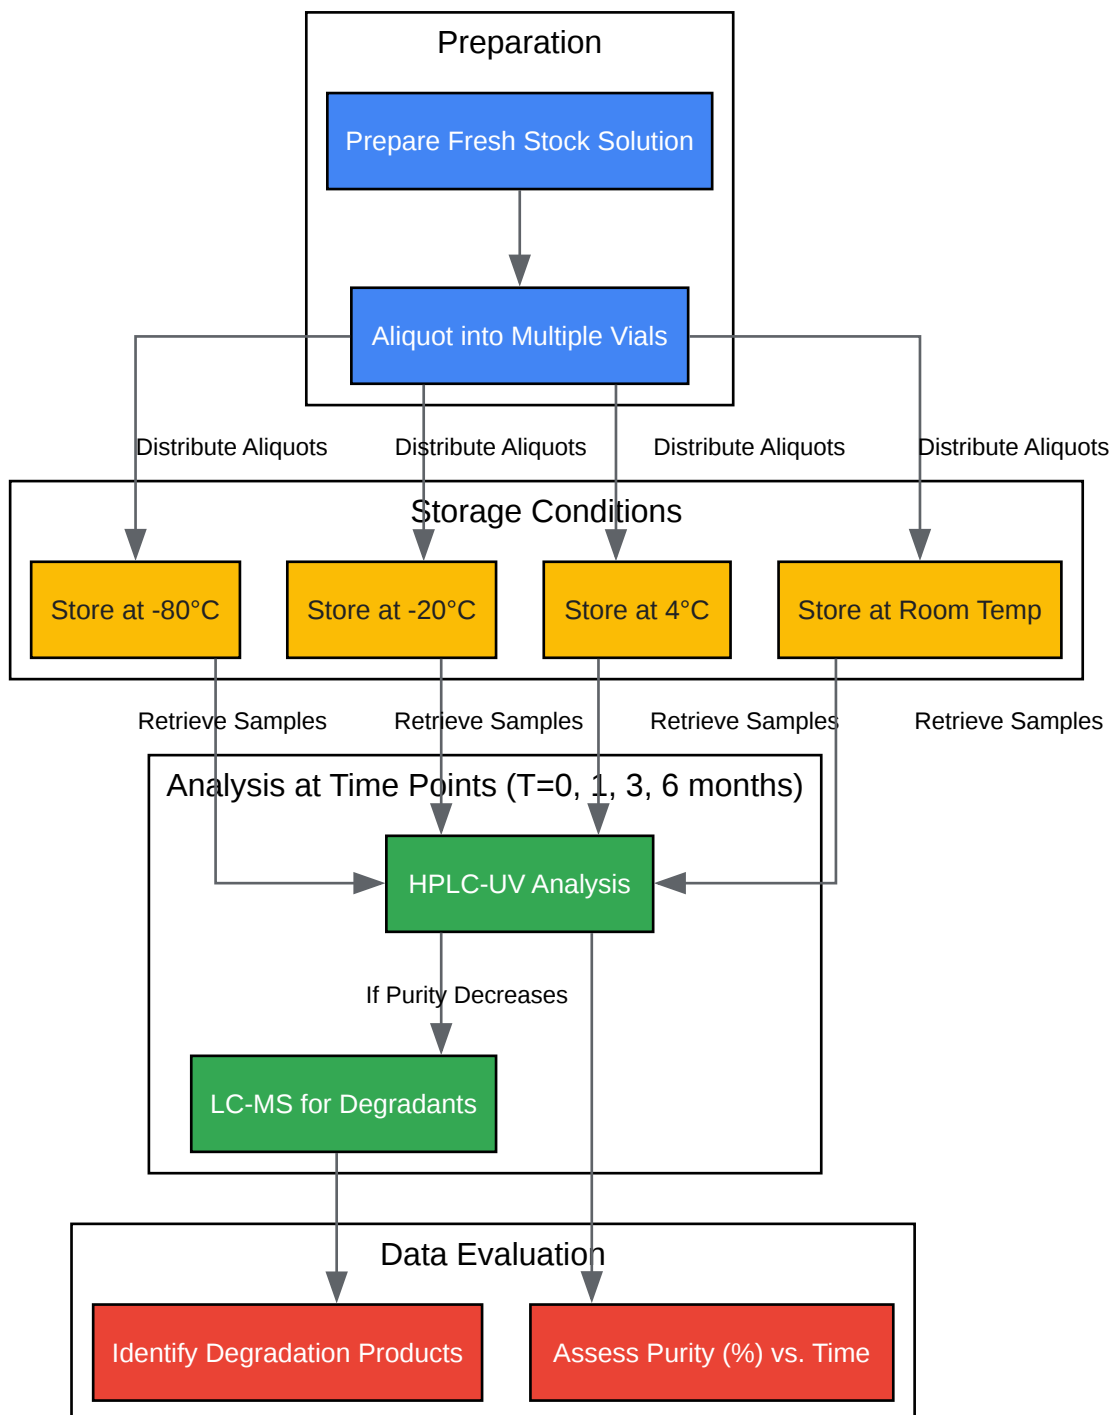 Preparation
Prepare Fresh Stock Solution
Aliquot into Multiple Vials
Distribute Aliquots
Distribute Aliquots
Distribute Aliquots
Distribute Aliquots
Storage Conditions
Store at -80°C
Store at -20°C
Store at 4°C
Store at Room Temp
Retrieve Samples
Retrieve Samples
Retrieve Samples
Retrieve Samples
Analysis at Time Points (T=0, 1, 3, 6 months)
HPLC-UV Analysis
If Purity Decreases
LC-MS for Degradants
Data Evaluation
Identify Degradation Products
Assess Purity (%) vs. Time